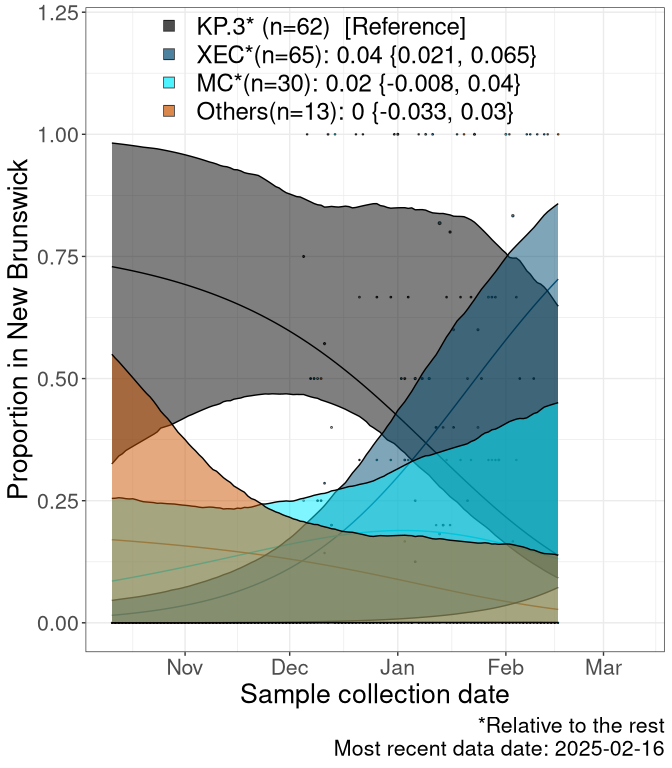 KP.3* (n=62) [Reference]
XEC*(n=65): 0.04 {0.021, 0.065}
MC*(n=30): 0.02 {-0.008, 0.04}
Others(n=13): 0 {-0.033, 0.03}
1.25
1.00
0.75
0.50
0.25
0.00
Proportion in New Brunswick
Nov Dec Jan Feb Mar
Sample collection date
*Relative to the rest
Most recent data date: 2025-02-16